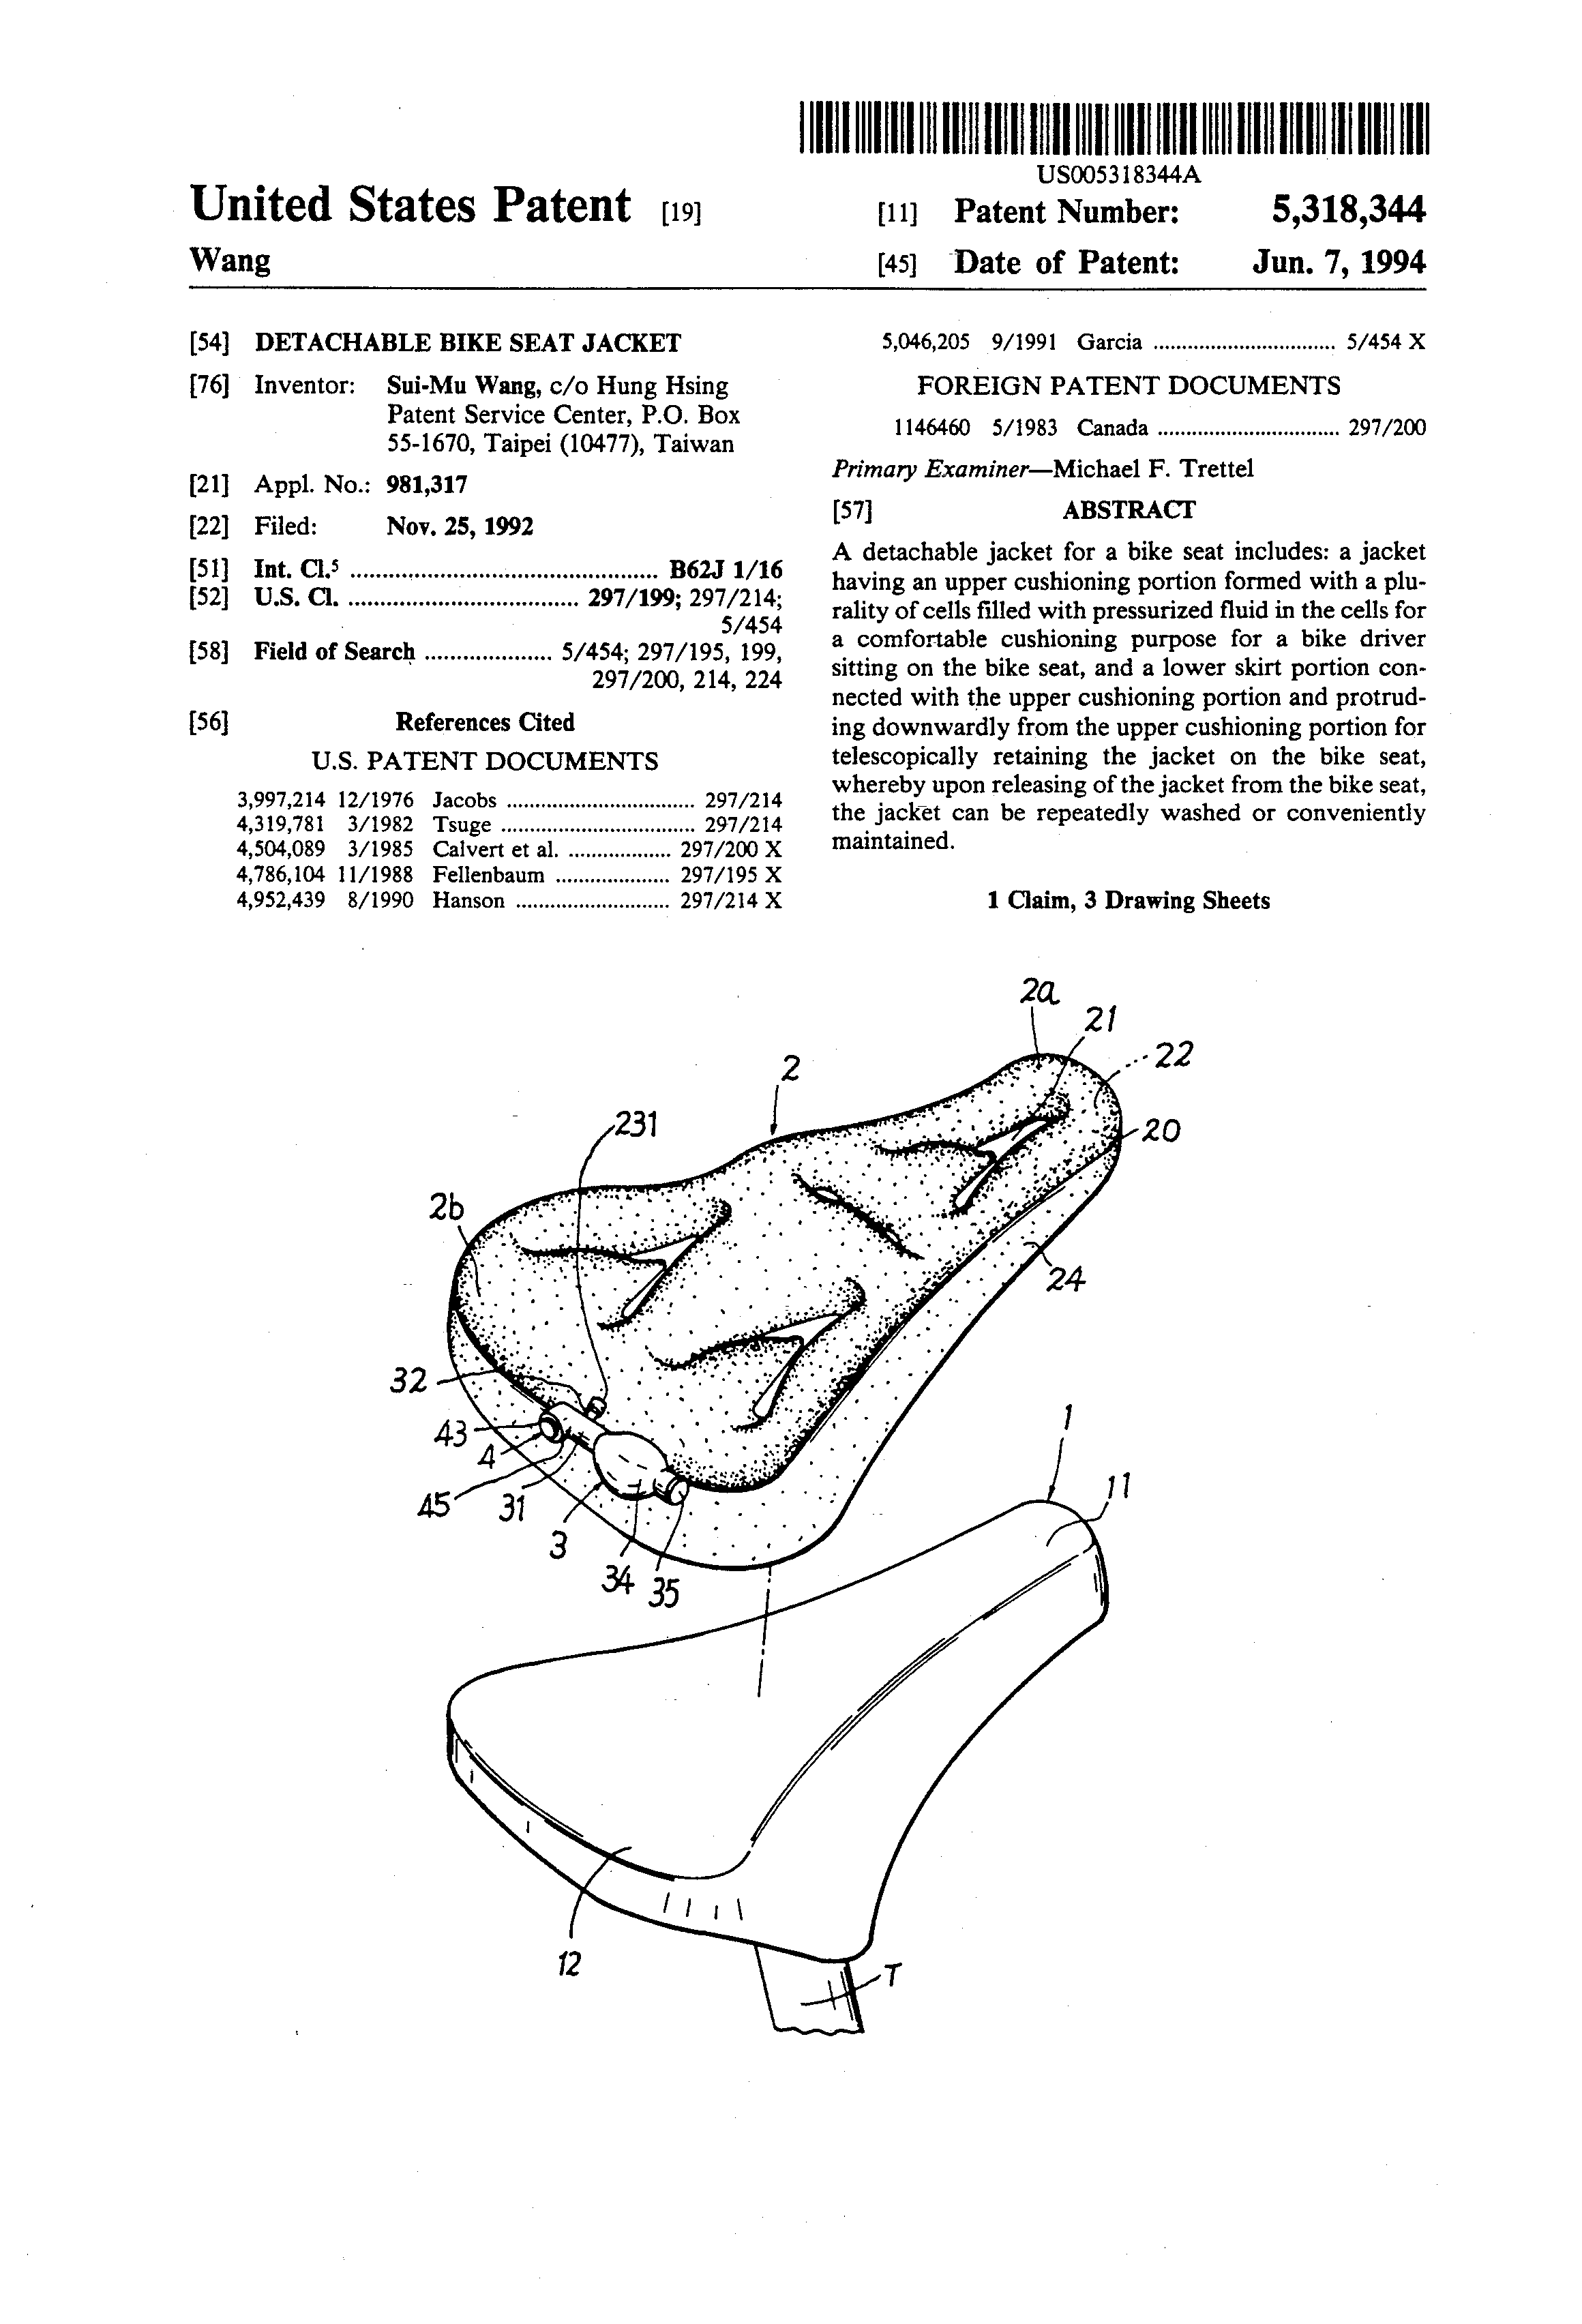 US005318344A
United States Patent [19]
[11] Patent Number: 5,318,344
Wang
[45] Date of Patent: Jun. 7, 1994
[54] DETACHABLE BIKE SEAT JACKET
[76] Inventor: Sui-Mu Wang, c/o Hung Hsing
Patent Service Center, P.O. Box
55-1670, Taipei (10477), Taiwan
[21] Appl. No.: 981,317
[22] Filed: Nov. 25, 1992
[51] Int. Cl.⁵ ................................................ B62J 1/16
[52] U.S. Cl. .................................... 297/199; 297/214;
5/454
[58] Field of Search .................... 5/454; 297/195, 199,
297/200, 214, 224
[56] References Cited
U.S. PATENT DOCUMENTS
3,997,214 12/1976 Jacobs ................................. 297/214
4,319,781 3/1982 Tsuge .................................. 297/214
4,504,089 3/1985 Calvert et al. .................. 297/200 X
4,786,104 11/1988 Fellenbaum .................... 297/195 X
4,952,439 8/1990 Hanson ........................... 297/214 X
5,046,205 9/1991 Garcia ................................ 5/454 X
FOREIGN PATENT DOCUMENTS
1146460 5/1983 Canada ................................ 297/200
Primary Examiner—Michael F. Trettel
[57] ABSTRACT
A detachable jacket for a bike seat includes: a jacket
having an upper cushioning portion formed with a plu-
rality of cells filled with pressurized fluid in the cells for
a comfortable cushioning purpose for a bike driver
sitting on the bike seat, and a lower skirt portion con-
nected with the upper cushioning portion and protrud-
ing downwardly from the upper cushioning portion for
telescopically retaining the jacket on the bike seat,
whereby upon releasing of the jacket from the bike seat,
the jacket can be repeatedly washed or conveniently
maintained.
1 Claim, 3 Drawing Sheets
2a
21
22
2
231
20
2b
24
32
43
4
45
31
3
34
35
1
11
12
T